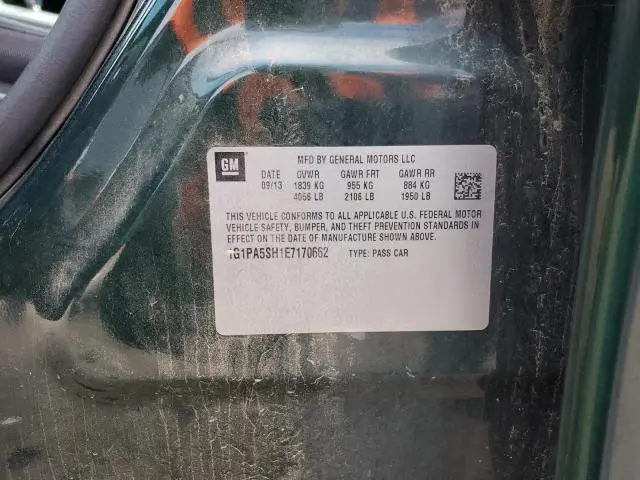 GM
MFD BY GENERAL MOTORS LLC
DATE GVWR GAWR FRT GAWR RR
09/13 1839 KG 955 KG 884 KG
4056 LB 2106 LB 1950 LB
THIS VEHICLE CONFORMS TO ALL APPLICABLE U.S. FEDERAL MOTOR
VEHICLE SAFETY, BUMPER, AND THEFT PREVENTION STANDARDS
IN EFFECT ON THE DATE OF MANUFACTURE SHOWN ABOVE.
1G1PA5SH1E7170662 TYPE: PASS CAR